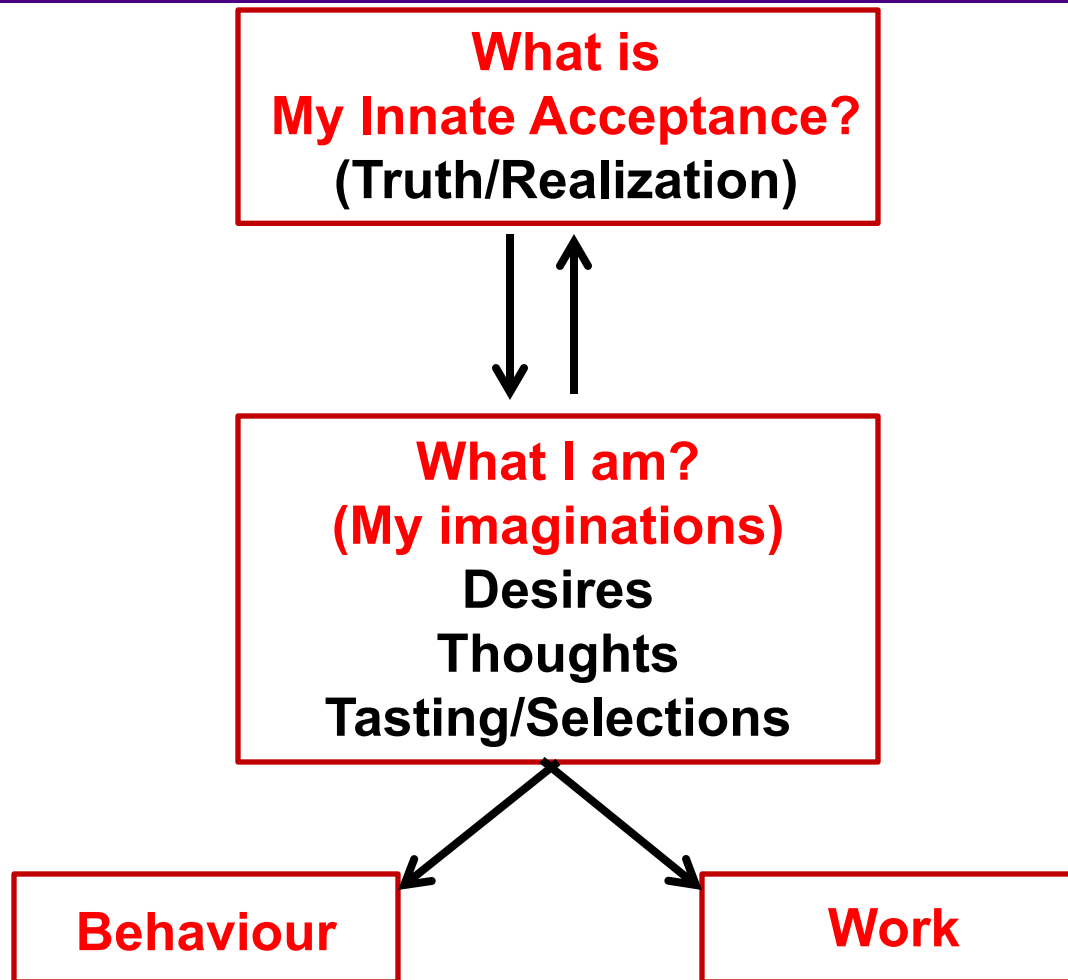 What is
My Innate Acceptance?
(Truth/Realization)
What I am?
(My imaginations)
Desires
Thoughts
Tasting/Selections
Behaviour
Work